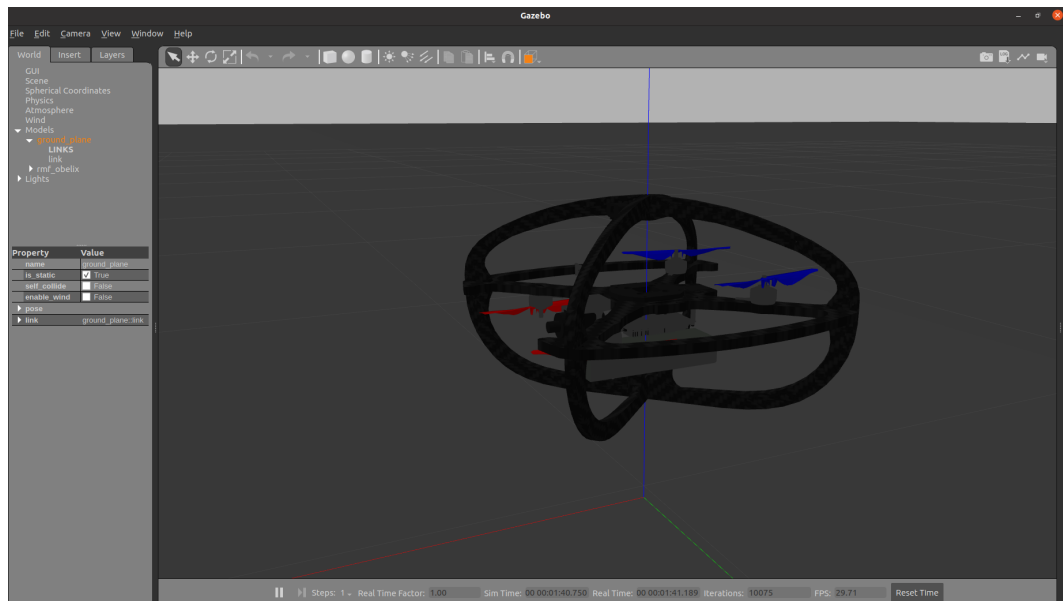 Gazebo
File Edit Camera View Window Help
World Insert Layers
GUI
Scene
Spherical Coordinates
Physics
Atmosphere
Wind
Models
ground_plane
LINKS
link
rmf_obelix
Lights
Property Value
name ground_plane
is_static True
self_collide False
enable_wind False
pose
link ground_plane::link
Steps: 1 Real Time Factor: 1.00 Sim Time: 00 00:01:40.750 Real Time: 00 00:01:41.189 Iterations: 10075 FPS: 29.71 Reset Time